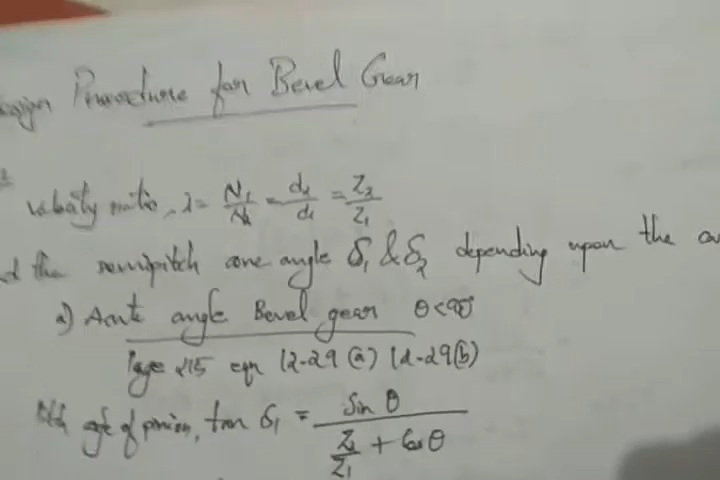 Procedure for Bevel Gear
velocity ratio, i = N1/N2 = d2/d1 = Z2/Z1
the semipitch cone angle δ1 & δ2 depending upon the
a) Acute angle Bevel gear θ<90°
Page 215 eqn 12-29 (a) 12-29(b)
angle of pinion, tan δ1 = Sin θ / (Z2/Z1 + Cos θ)